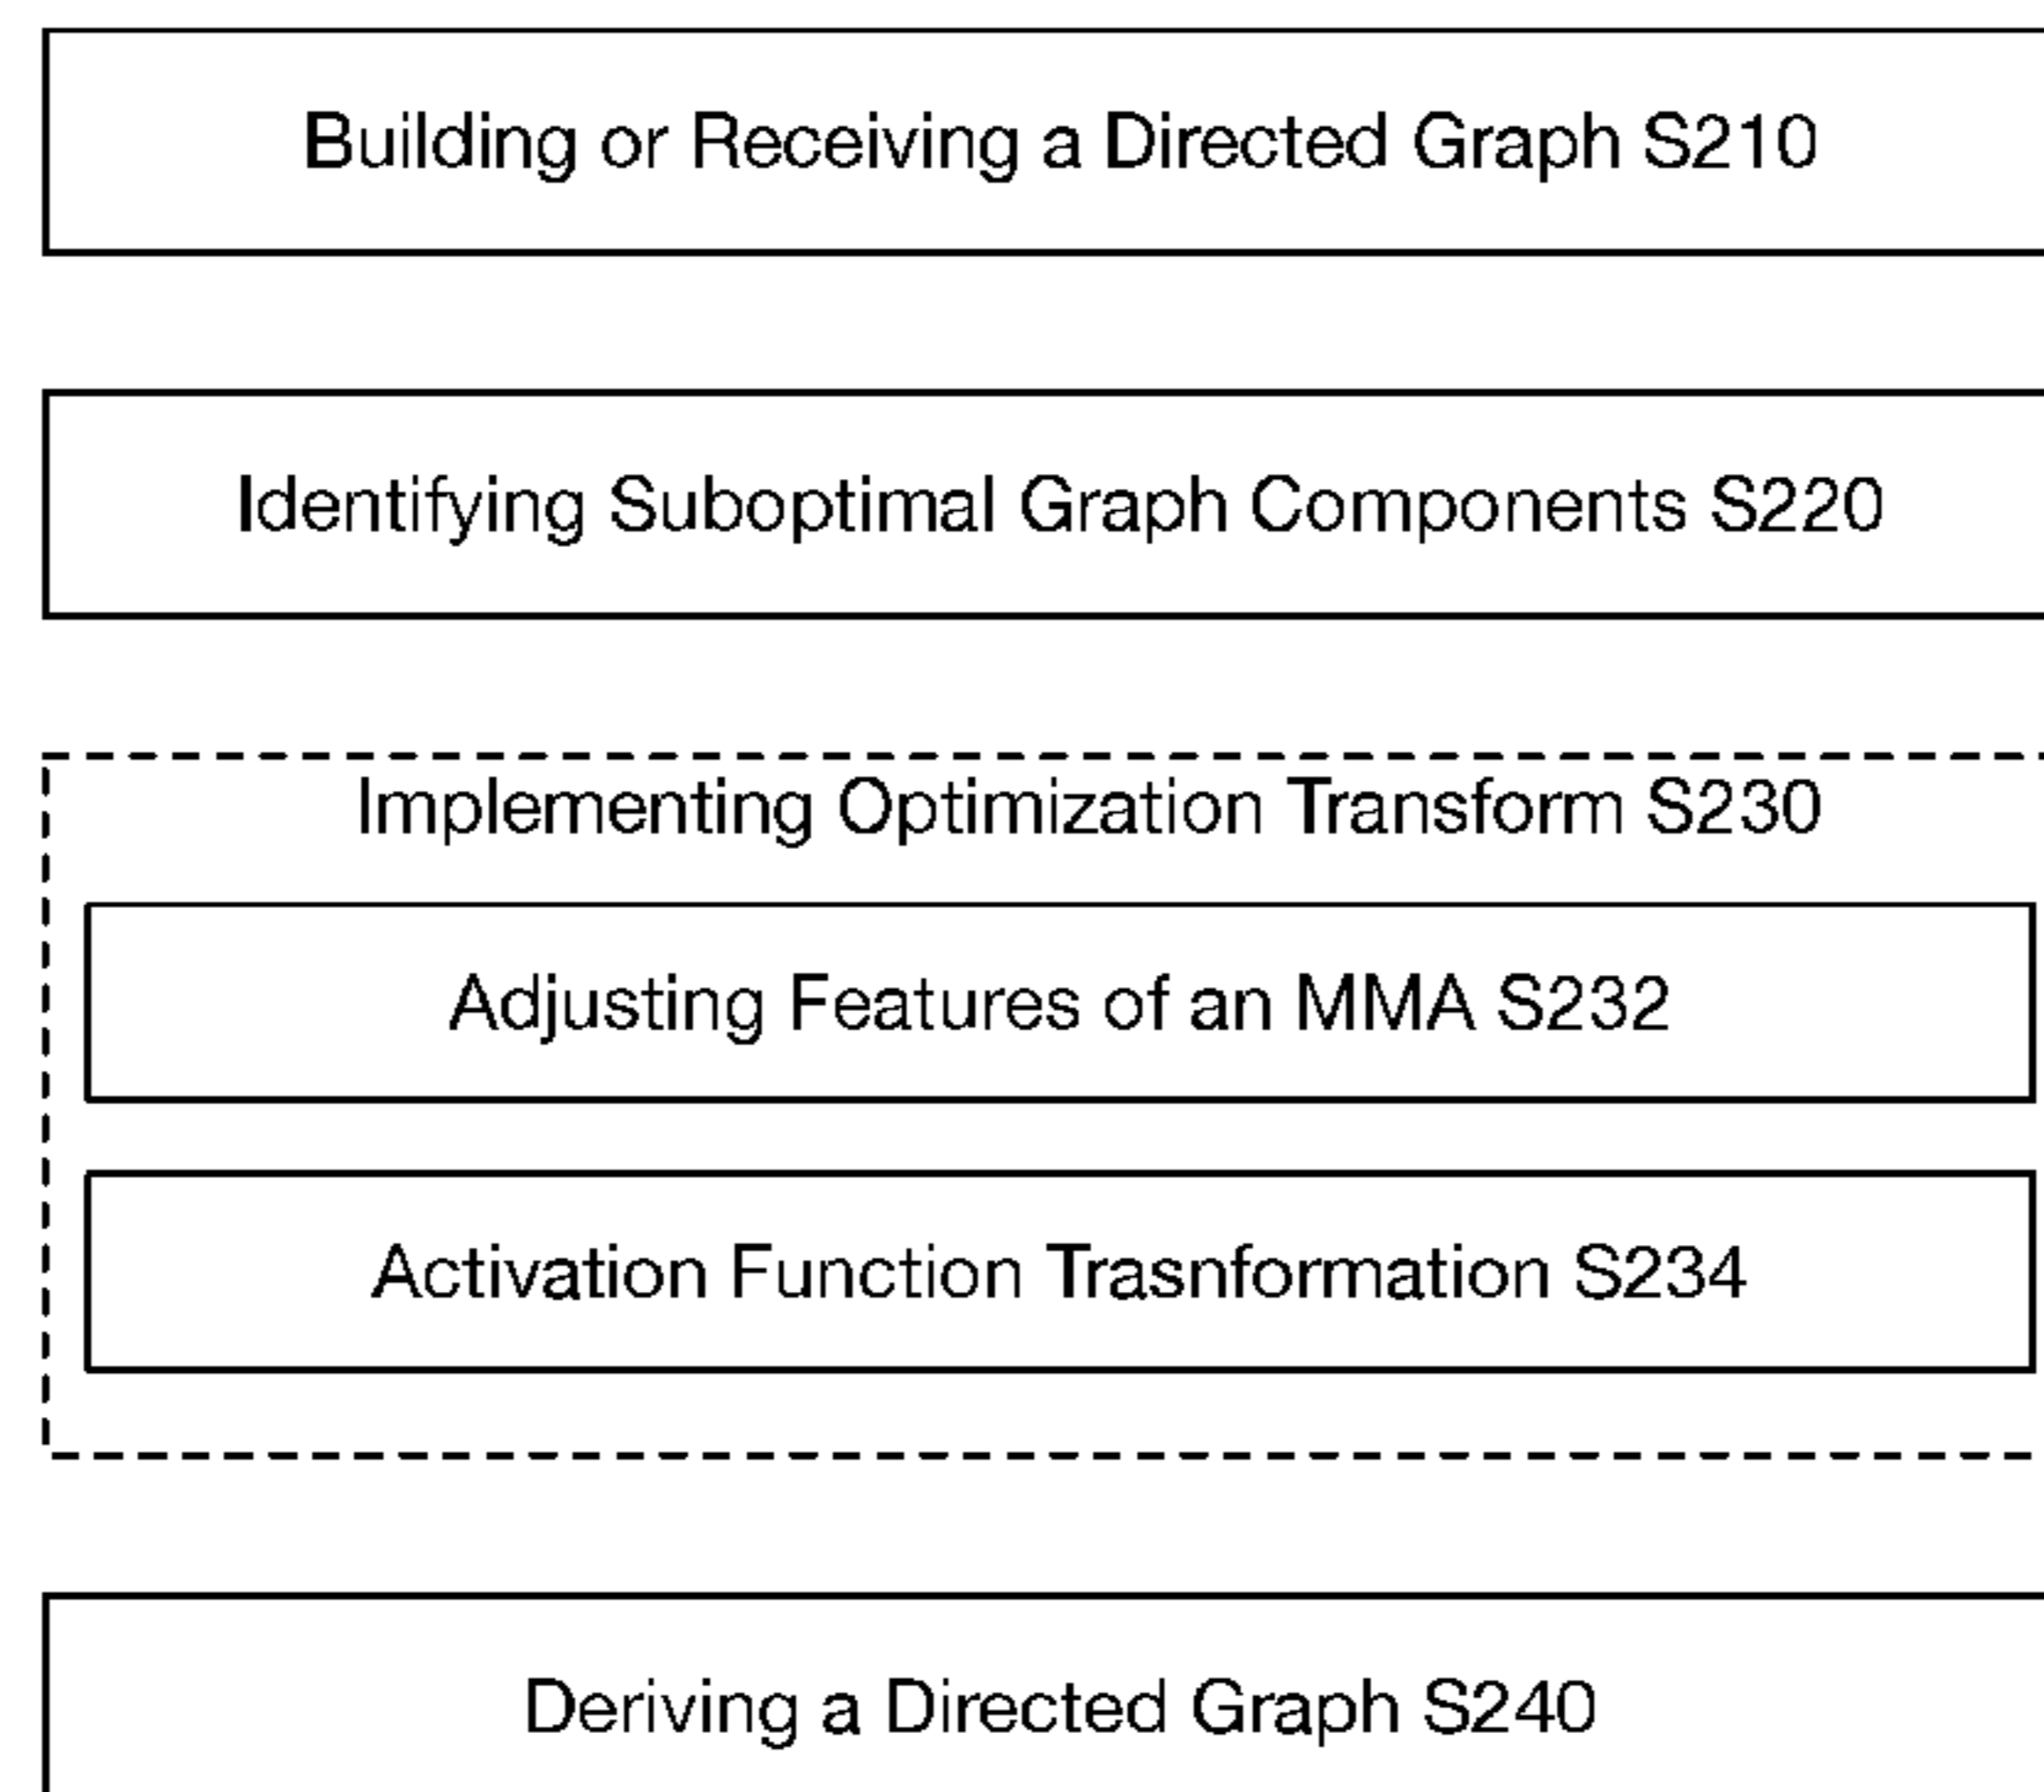 Building or Receiving a Directed Graph S210
Identifying Suboptimal Graph Components S220
Implementing Optimization Transform S230
Adjusting Features of an MMA S232
Activation Function Trasnformation S234
Deriving a Directed Graph S240